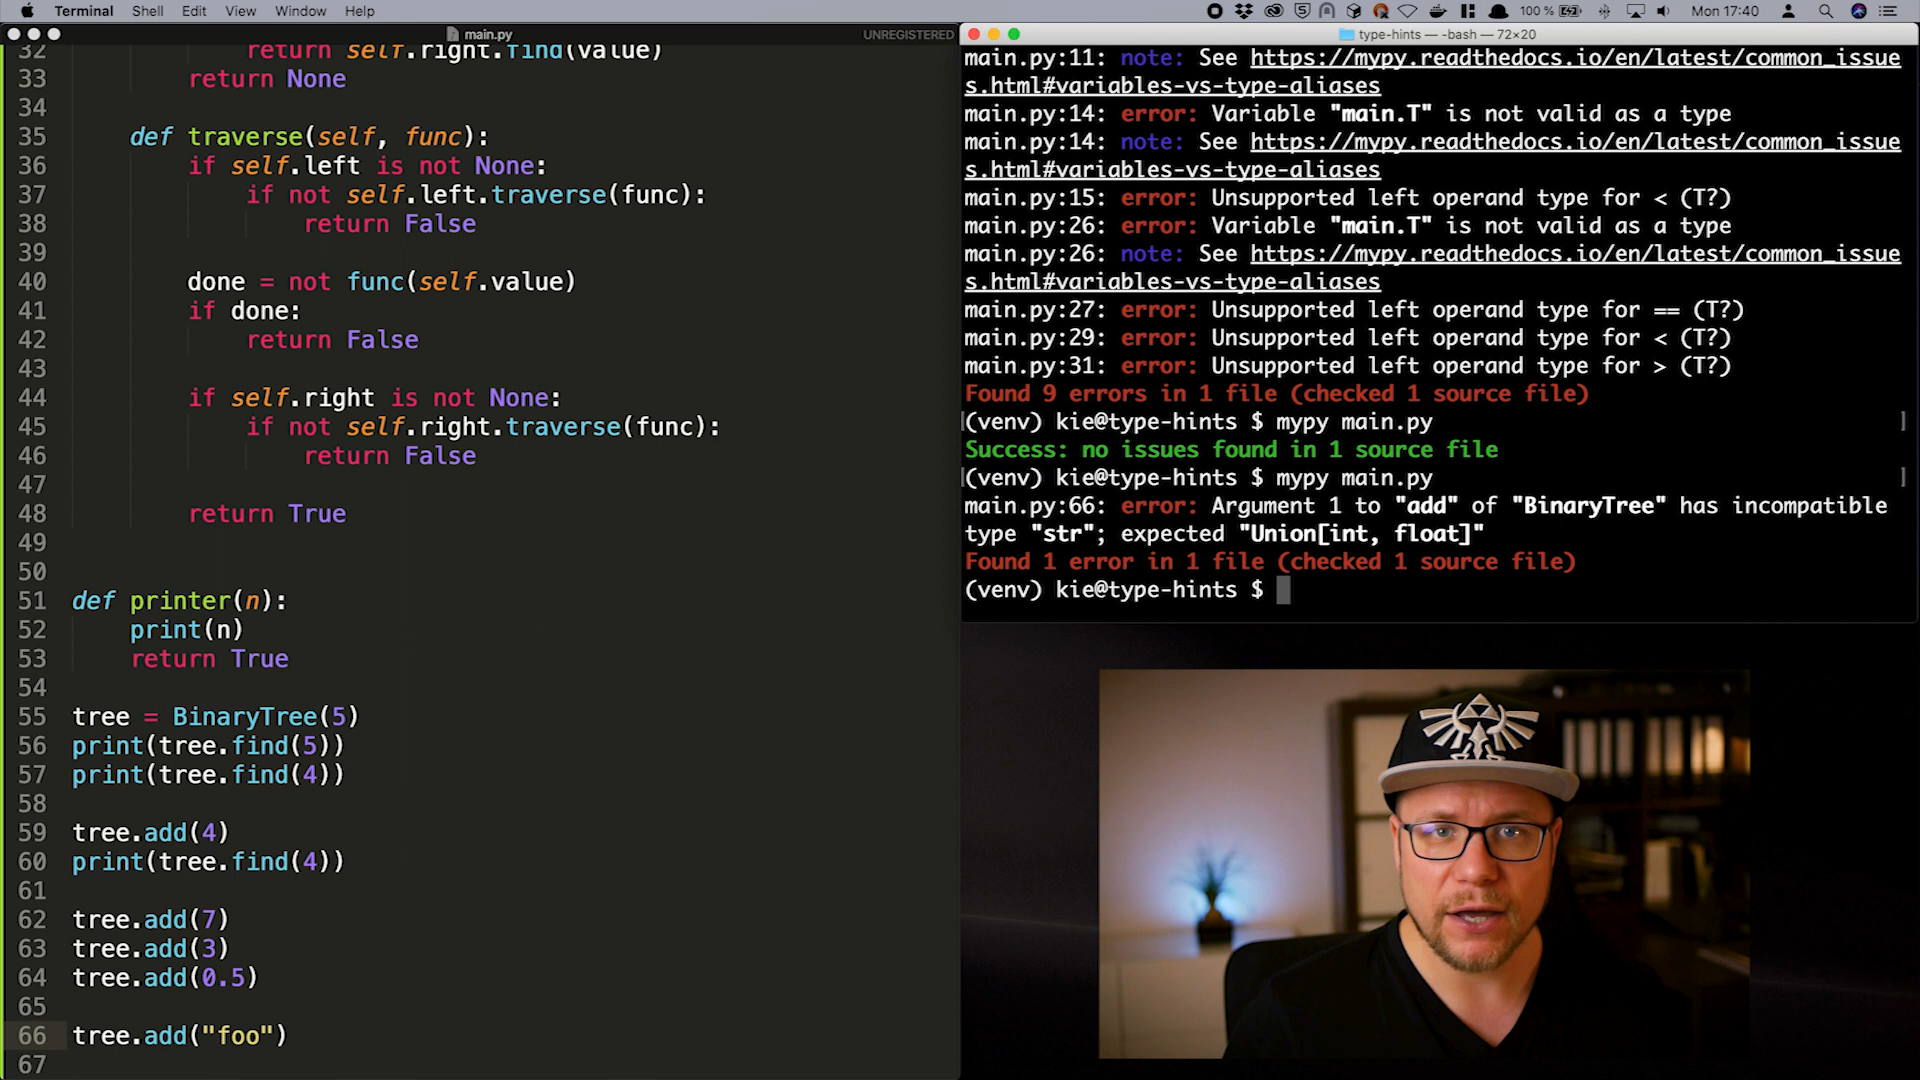 Terminal Shell Edit View Window Help
100 % Mon 17:40
main.py UNREGISTERED
32 return self.right.find(value)
33 return None
34
35 def traverse(self, func):
36 if self.left is not None:
37 if not self.left.traverse(func):
38 return False
39
40 done = not func(self.value)
41 if done:
42 return False
43
44 if self.right is not None:
45 if not self.right.traverse(func):
46 return False
47
48 return True
49
50
51 def printer(n):
52 print(n)
53 return True
54
55 tree = BinaryTree(5)
56 print(tree.find(5))
57 print(tree.find(4))
58
59 tree.add(4)
60 print(tree.find(4))
61
62 tree.add(7)
63 tree.add(3)
64 tree.add(0.5)
65
66 tree.add("foo")
67
type-hints — -bash — 72×20
main.py:11: note: See https://mypy.readthedocs.io/en/latest/common_issue
s.html#variables-vs-type-aliases
main.py:14: error: Variable "main.T" is not valid as a type
main.py:14: note: See https://mypy.readthedocs.io/en/latest/common_issue
s.html#variables-vs-type-aliases
main.py:15: error: Unsupported left operand type for < (T?)
main.py:26: error: Variable "main.T" is not valid as a type
main.py:26: note: See https://mypy.readthedocs.io/en/latest/common_issue
s.html#variables-vs-type-aliases
main.py:27: error: Unsupported left operand type for == (T?)
main.py:29: error: Unsupported left operand type for < (T?)
main.py:31: error: Unsupported left operand type for > (T?)
Found 9 errors in 1 file (checked 1 source file)
[(venv) kie@type-hints $ mypy main.py ]
Success: no issues found in 1 source file
[(venv) kie@type-hints $ mypy main.py ]
main.py:66: error: Argument 1 to "add" of "BinaryTree" has incompatible
type "str"; expected "Union[int, float]"
Found 1 error in 1 file (checked 1 source file)
(venv) kie@type-hints $